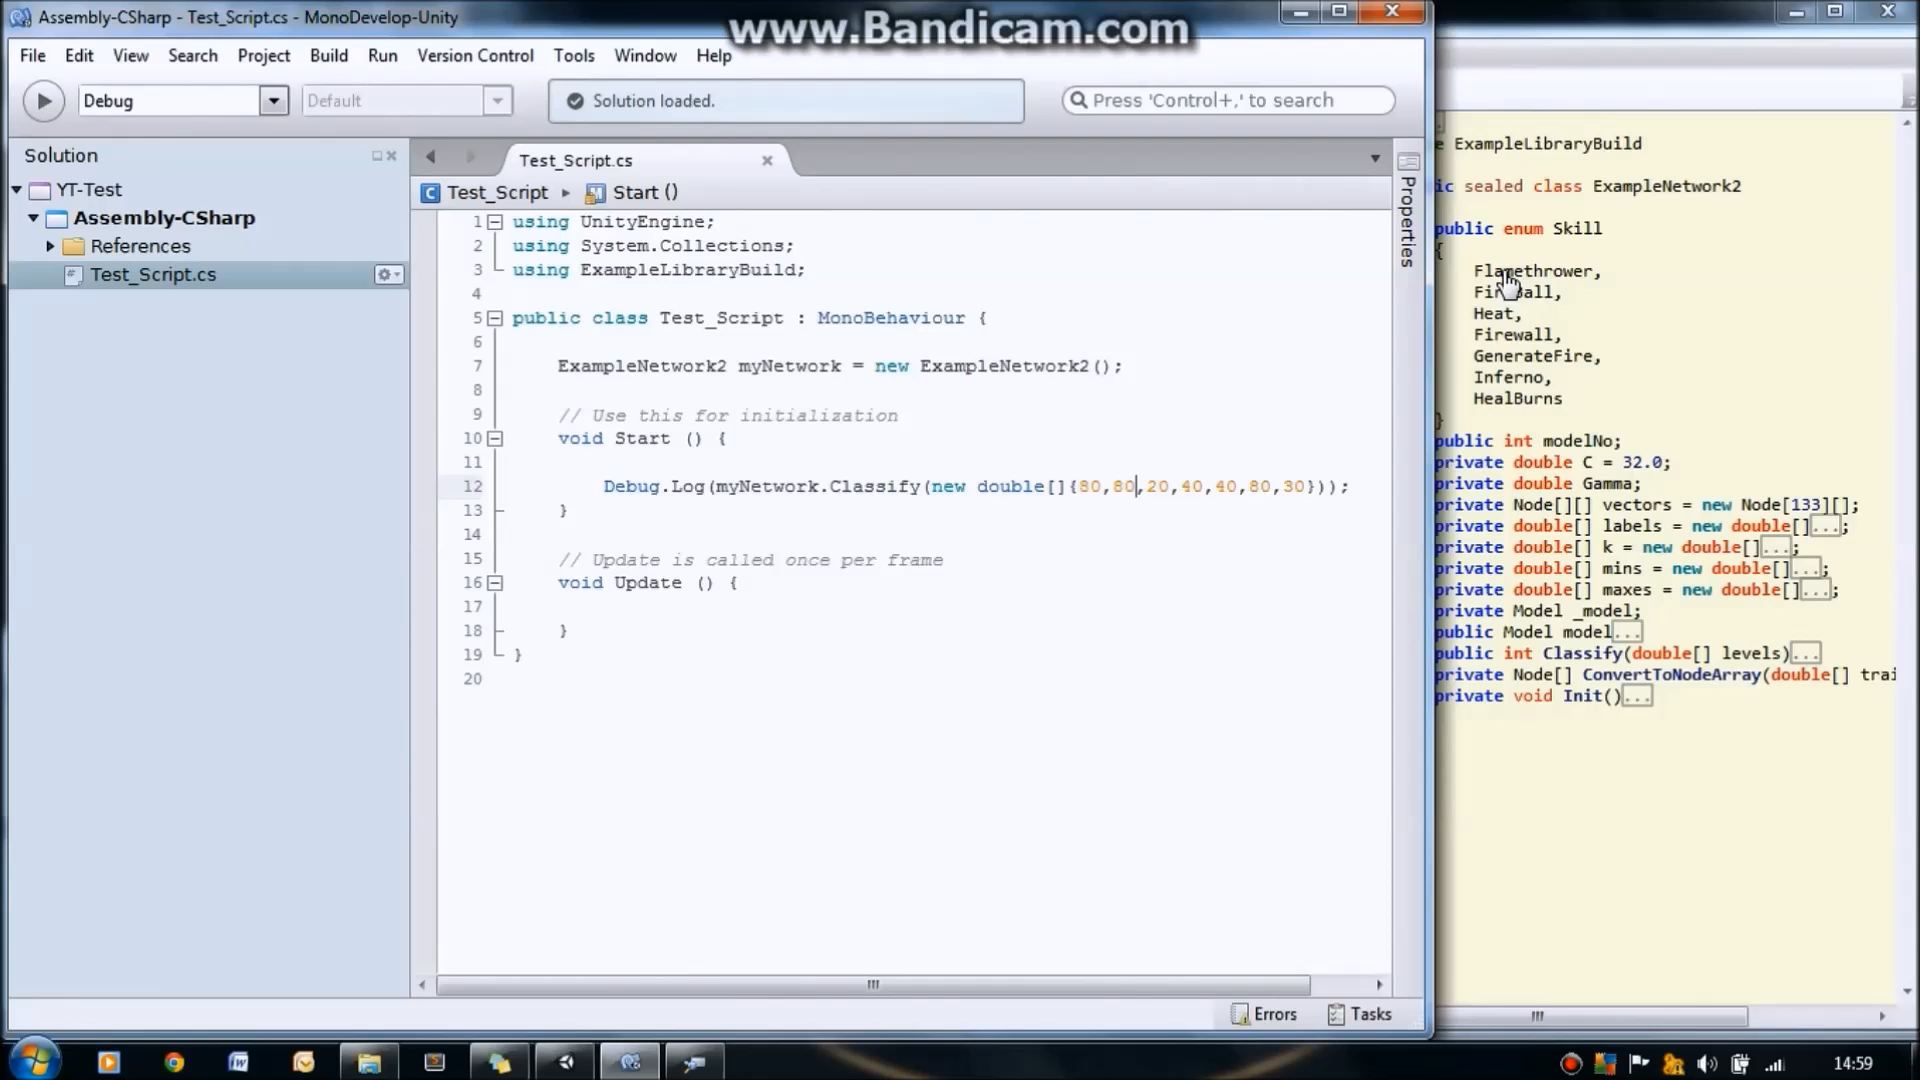 Assembly-CSharp - Test_Script.cs - MonoDevelop-Unity
www.Bandicam.com
File Edit View Search Project Build Run Version Control Tools Window Help
Debug
Default
Solution loaded.
Press 'Control+,' to search
Solution
YT-Test
Assembly-CSharp
References
Test_Script.cs
Test_Script.cs
Test_Script
Start ()
Properties
1 using UnityEngine;
2 using System.Collections;
3 using ExampleLibraryBuild;
4
5 public class Test_Script : MonoBehaviour {
6
7 ExampleNetwork2 myNetwork = new ExampleNetwork2();
8
9 // Use this for initialization
10 void Start () {
11
12 Debug.Log(myNetwork.Classify(new double[]{80,80,20,40,40,80,30}));
13 }
14
15 // Update is called once per frame
16 void Update () {
17
18 }
19 }
20
Errors
Tasks
e ExampleLibraryBuild
ic sealed class ExampleNetwork2
public enum Skill
{
Flamethrower,
FireBall,
Heat,
Firewall,
GenerateFire,
Inferno,
HealBurns
}
public int modelNo;
private double C = 32.0;
private double Gamma;
private Node[][] vectors = new Node[133][];
private double[] labels = new double[]...;
private double[] k = new double[]...;
private double[] mins = new double[]...;
private double[] maxes = new double[]...;
private Model _model;
public Model model...
public int Classify(double[] levels)...
private Node[] ConvertToNodeArray(double[] trai
private void Init()...
14:59